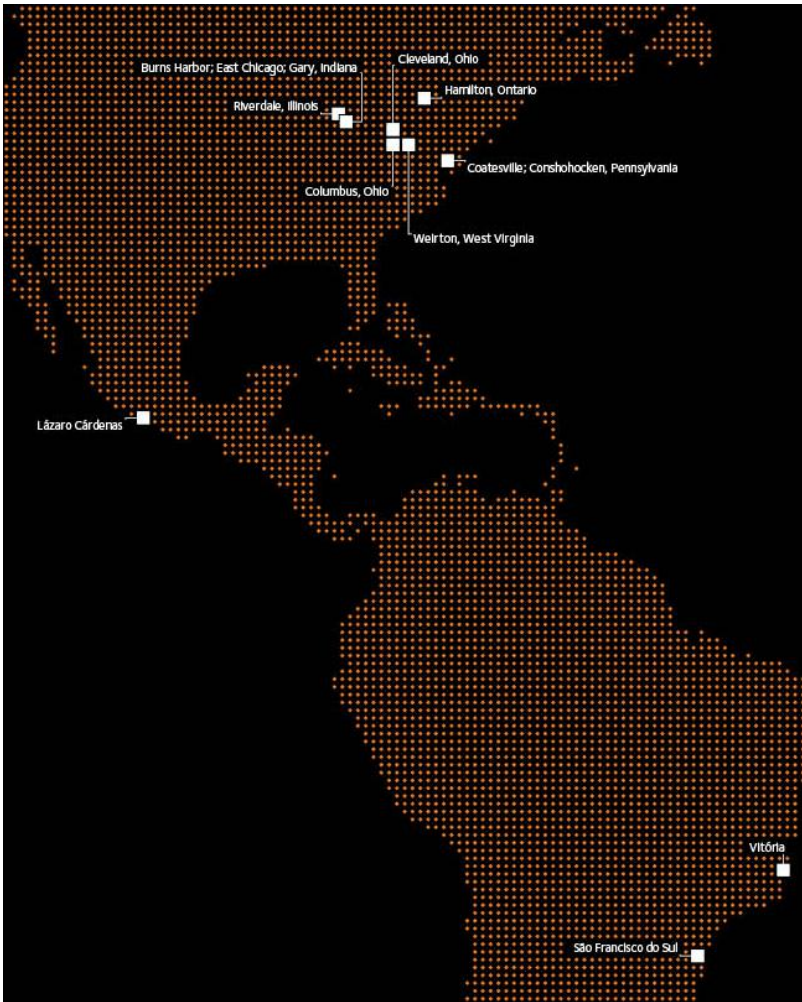 Cleveland, Ohio
Burns Harbor; East Chicago; Gary, Indiana
Hamilton, Ontario
Riverdale, Illinois
Coatesville; Conshohocken, Pennsylvania
Columbus, Ohio
Weirton, West Virginia
Lázaro Cárdenas
Vitória
São Francisco do Sul